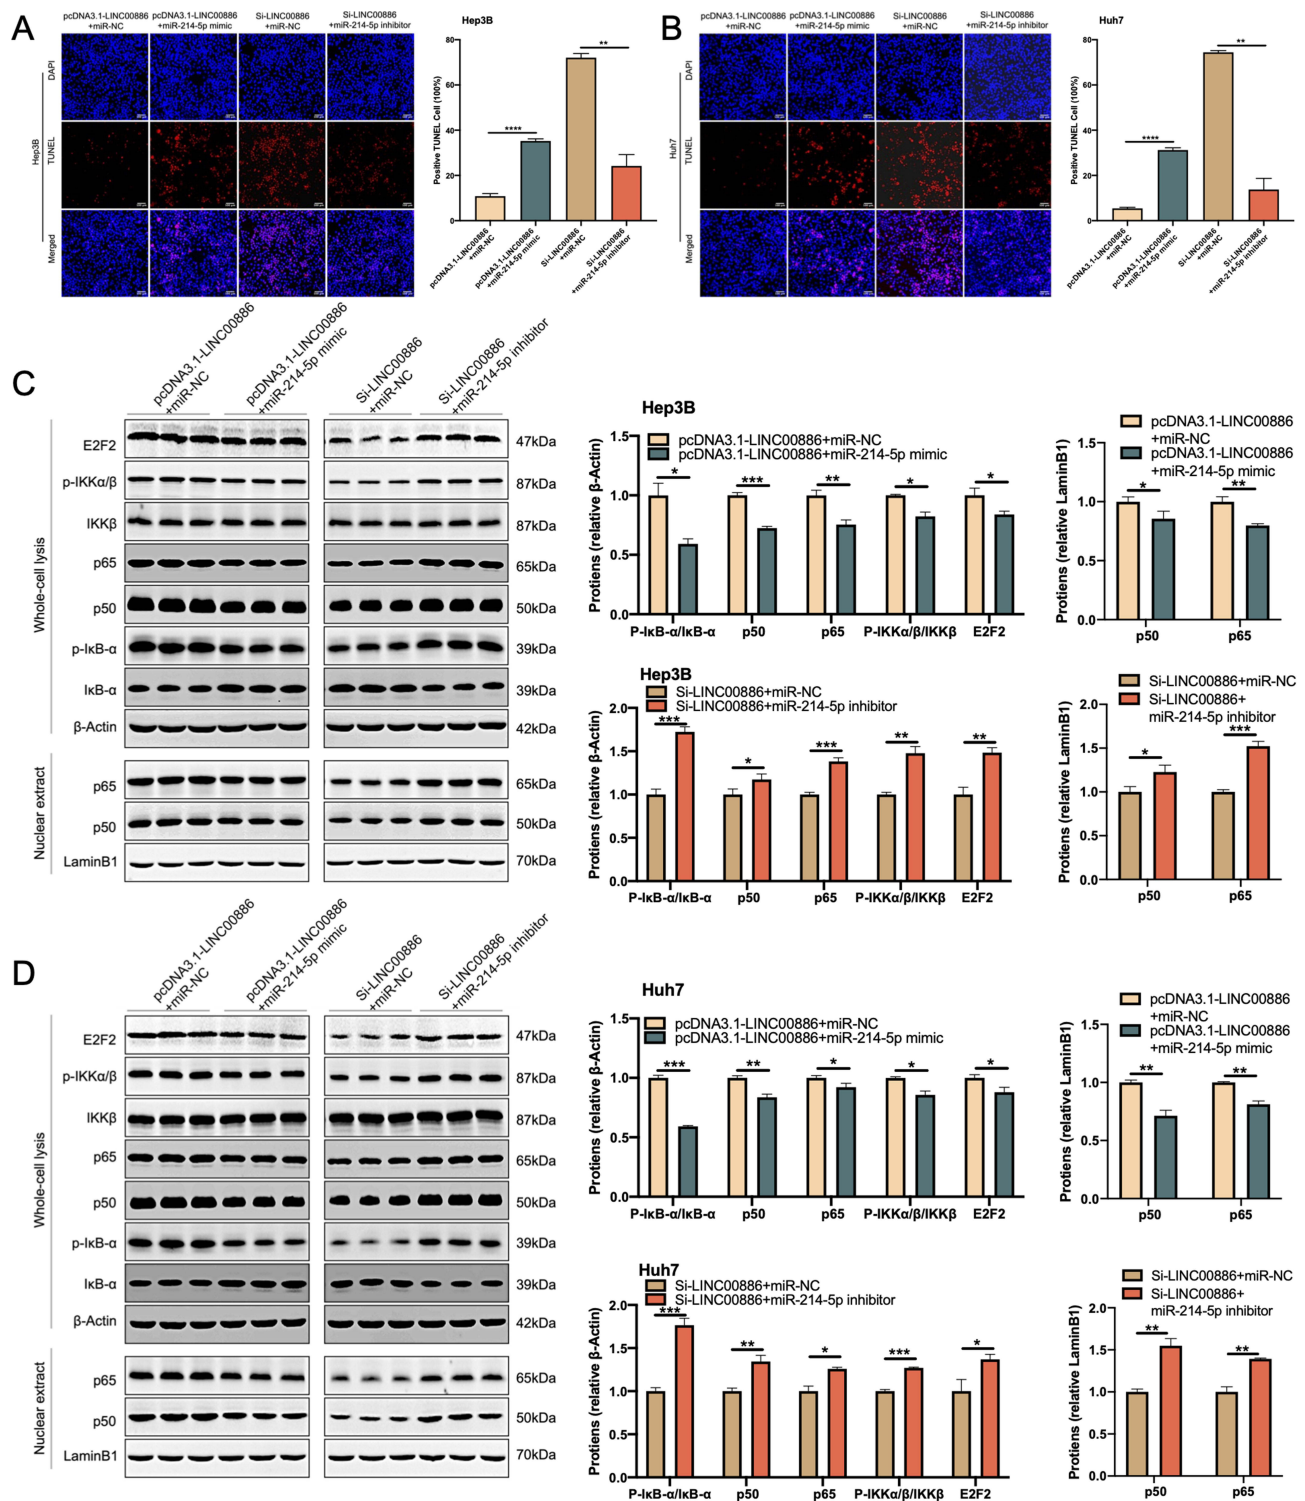 A
pcDNA3.1-LINC00886
+miR-NC
pcDNA3.1-LINC00886
+miR-214-5p mimic
Si-LINC00886
+miR-NC
Si-LINC00886
+miR-214-5p inhibitor
Hep3B
DAPI
TUNEL
Merged
Hep3B
Positive TUNEL Cell (100%)
80
60
40
20
0
****
**
pcDNA3.1-LINC00886
+miR-NC
pcDNA3.1-LINC00886
+miR-214-5p mimic
Si-LINC00886
+miR-NC
Si-LINC00886
+miR-214-5p inhibitor
B
pcDNA3.1-LINC00886
+miR-NC
pcDNA3.1-LINC00886
+miR-214-5p mimic
Si-LINC00886
+miR-NC
Si-LINC00886
+miR-214-5p inhibitor
Huh7
DAPI
TUNEL
Merged
Huh7
Positive TUNEL Cell (100%)
80
60
40
20
0
****
**
pcDNA3.1-LINC00886
+miR-NC
pcDNA3.1-LINC00886
+miR-214-5p mimic
Si-LINC00886
+miR-NC
Si-LINC00886
+miR-214-5p inhibitor
C
pcDNA3.1-LINC00886
+miR-NC
pcDNA3.1-LINC00886
+miR-214-5p mimic
Si-LINC00886
+miR-NC
Si-LINC00886
+miR-214-5p inhibitor
Whole-cell lysis
E2F2 47kDa
p-IKKα/β 87kDa
IKKβ 87kDa
p65 65kDa
p50 50kDa
p-IκB-α 39kDa
IκB-α 39kDa
β-Actin 42kDa
Nuclear extract
p65 65kDa
p50 50kDa
LaminB1 70kDa
Hep3B
pcDNA3.1-LINC00886+miR-NC
pcDNA3.1-LINC00886+miR-214-5p mimic
Protiens (relative β-Actin)
1.5
1.0
0.5
0.0
* *** ** * *
P-IκB-α/IκB-α p50 p65 P-IKKα/β/IKKβ E2F2
pcDNA3.1-LINC00886
+miR-NC
pcDNA3.1-LINC00886
+miR-214-5p mimic
Protiens (relative LaminB1)
1.5
1.0
0.5
0.0
* **
p50 p65
Hep3B
Si-LINC00886+miR-NC
Si-LINC00886+miR-214-5p inhibitor
Protiens (relative β-Actin)
2.0
1.5
1.0
0.5
0.0
*** * *** ** **
P-IκB-α/IκB-α p50 p65 P-IKKα/β/IKKβ E2F2
Si-LINC00886+miR-NC
Si-LINC00886+
miR-214-5p inhibitor
Protiens (relative LaminB1)
2.0
1.5
1.0
0.5
0.0
* ***
p50 p65
D
pcDNA3.1-LINC00886
+miR-NC
pcDNA3.1-LINC00886
+miR-214-5p mimic
Si-LINC00886
+miR-NC
Si-LINC00886
+miR-214-5p inhibitor
Whole-cell lysis
E2F2 47kDa
p-IKKα/β 87kDa
IKKβ 87kDa
p65 65kDa
p50 50kDa
p-IκB-α 39kDa
IκB-α 39kDa
β-Actin 42kDa
Nuclear extract
p65 65kDa
p50 50kDa
LaminB1 70kDa
Huh7
pcDNA3.1-LINC00886+miR-NC
pcDNA3.1-LINC00886+miR-214-5p mimic
Protiens (relative β-Actin)
1.5
1.0
0.5
0.0
*** ** * * *
P-IκB-α/IκB-α p50 p65 P-IKKα/β/IKKβ E2F2
pcDNA3.1-LINC00886
+miR-NC
pcDNA3.1-LINC00886
+miR-214-5p mimic
Protiens (relative LaminB1)
1.5
1.0
0.5
0.0
** **
p50 p65
Huh7
Si-LINC00886+miR-NC
Si-LINC00886+miR-214-5p inhibitor
Protiens (relative β-Actin)
2.0
1.5
1.0
0.5
0.0
*** ** * *** *
P-IκB-α/IκB-α p50 p65 P-IKKα/β/IKKβ E2F2
Si-LINC00886+miR-NC
Si-LINC00886+
miR-214-5p inhibitor
Protiens (relative LaminB1)
2.0
1.5
1.0
0.5
0.0
** **
p50 p65